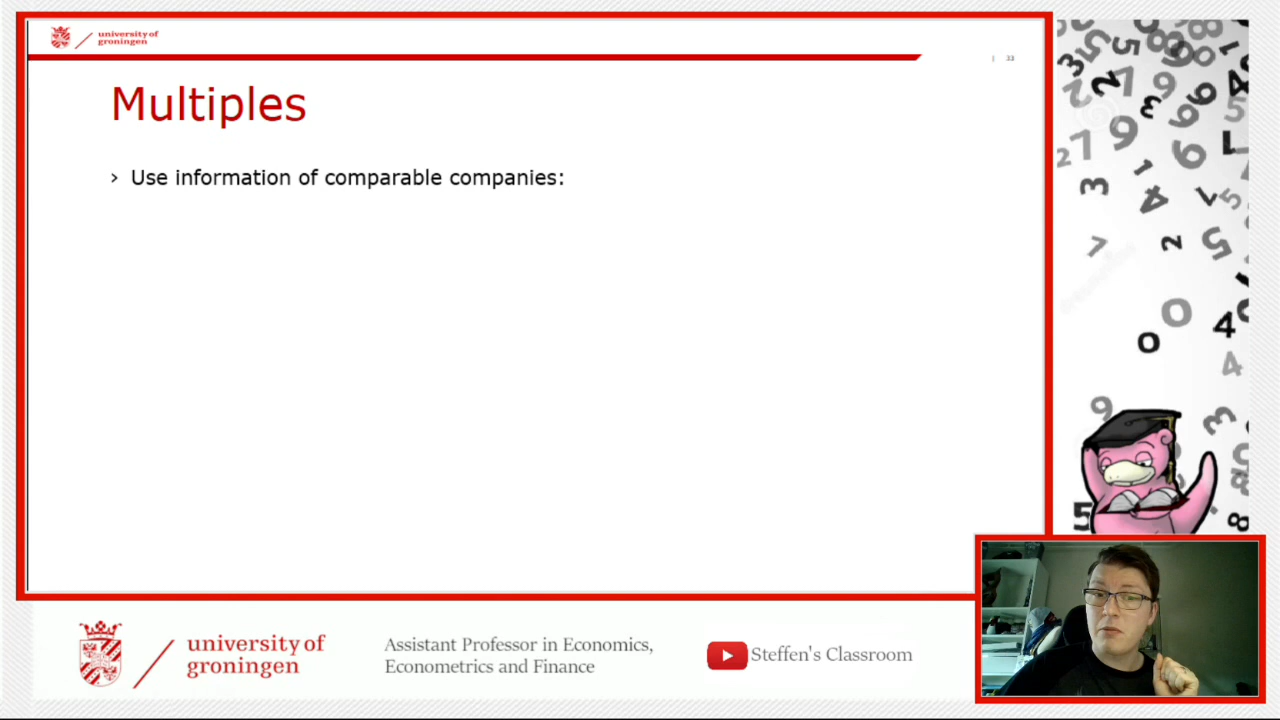 university of
groningen
| 33
Multiples
› Use information of comparable companies:
university of
groningen
Assistant Professor in Economics,
Econometrics and Finance
Steffen's Classroom